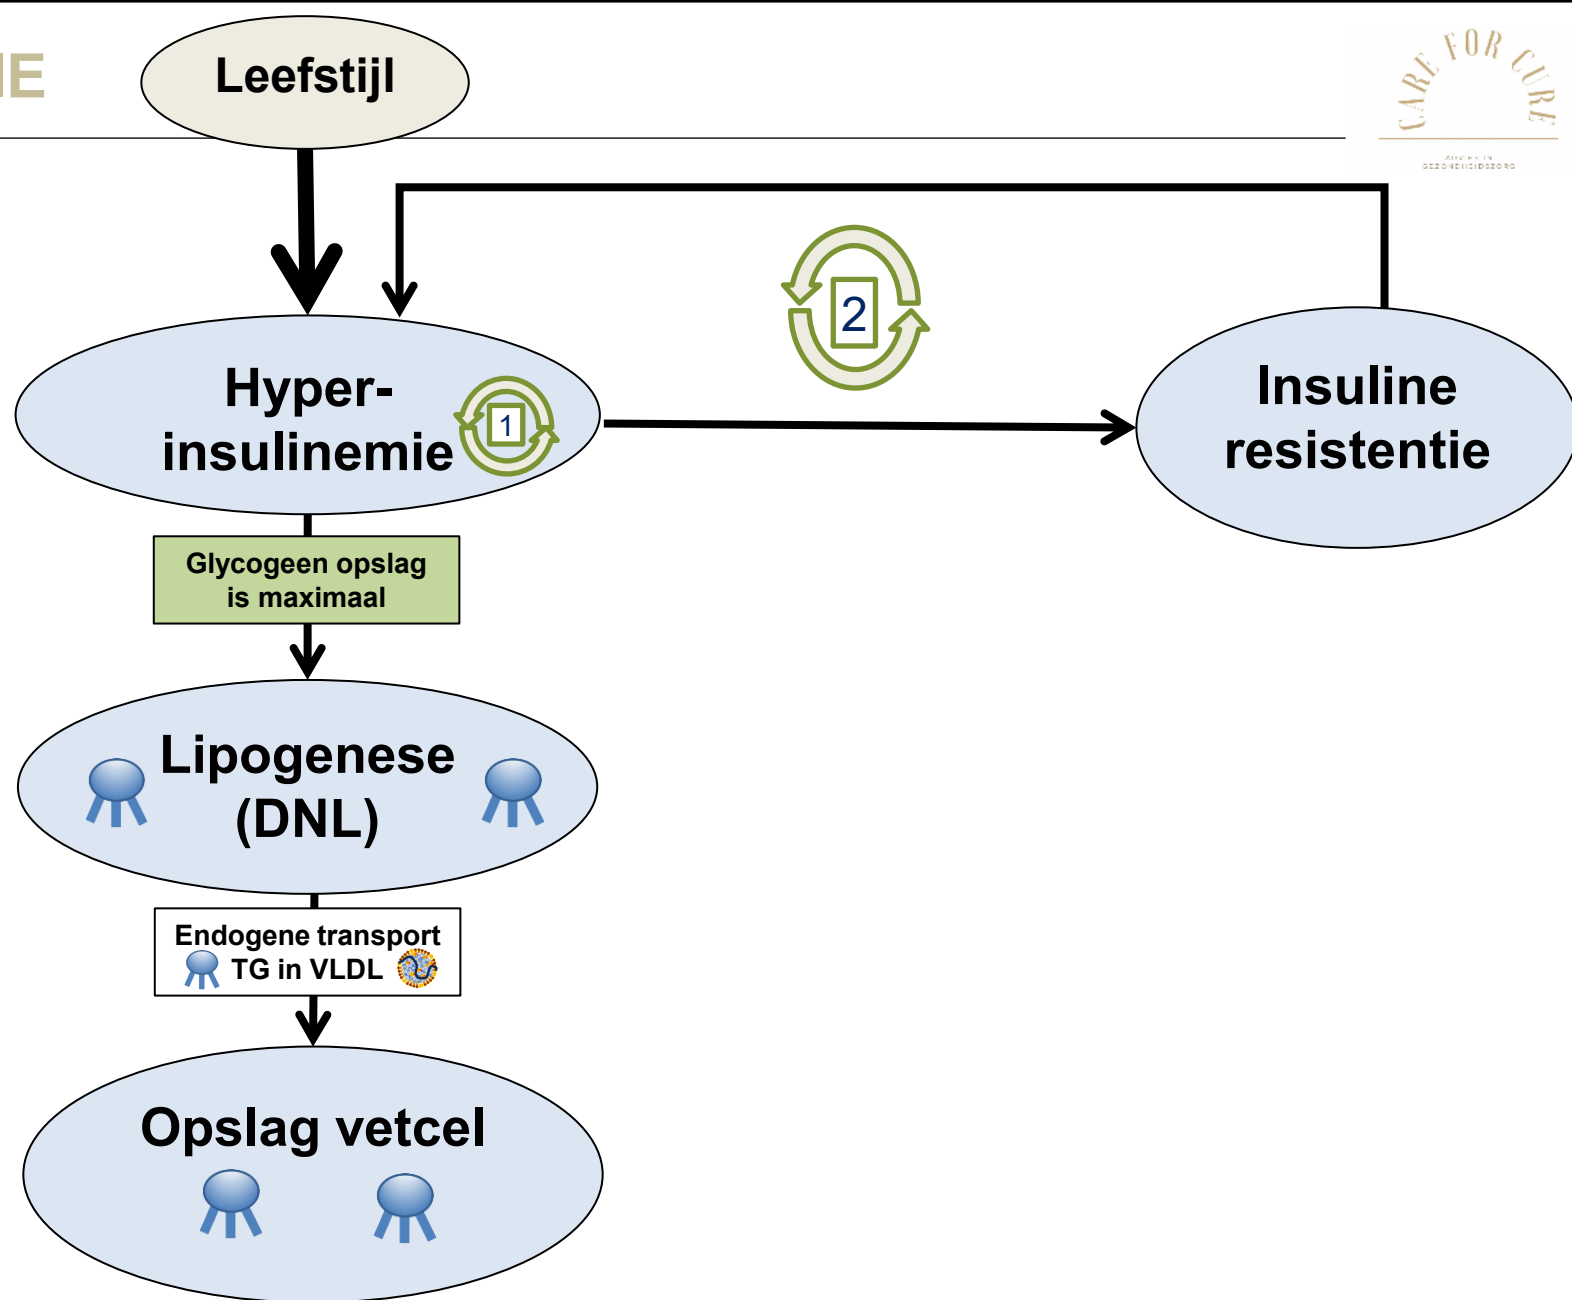 IE
Leefstijl
CARE FOR CURE
GEZONDHEIDSZORG
2
Hyper-
insulinemie
1
Insuline
resistentie
Glycogeen opslag
is maximaal
Lipogenese
(DNL)
Endogene transport
TG in VLDL
Opslag vetcel